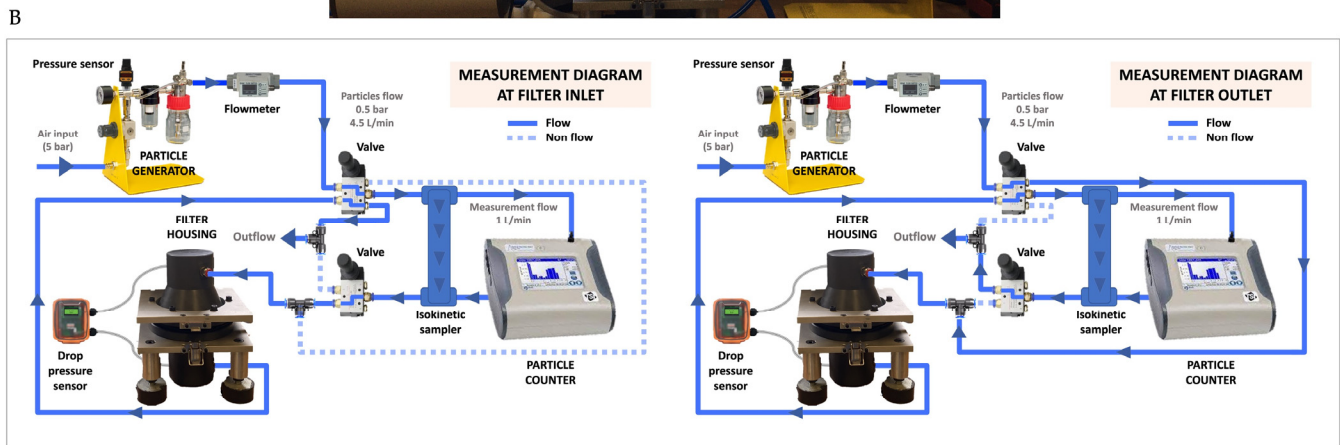 B
Pressure sensor
Flowmeter
MEASUREMENT DIAGRAM
AT FILTER INLET
Flow
Non flow
Particles flow
0.5 bar
4.5 L/min
Air input
(5 bar)
PARTICLE
GENERATOR
Valve
Measurement flow
1 l/min
FILTER
HOUSING
Outflow
Valve
Isokinetic
sampler
Drop
pressure
sensor
PARTICLE
COUNTER
Pressure sensor
Flowmeter
MEASUREMENT DIAGRAM
AT FILTER OUTLET
Flow
Non flow
Particles flow
0.5 bar
4.5 L/min
Air input
(5 bar)
PARTICLE
GENERATOR
Valve
Measurement flow
1 l/min
FILTER
HOUSING
Outflow
Valve
Isokinetic
sampler
Drop
pressure
sensor
PARTICLE
COUNTER